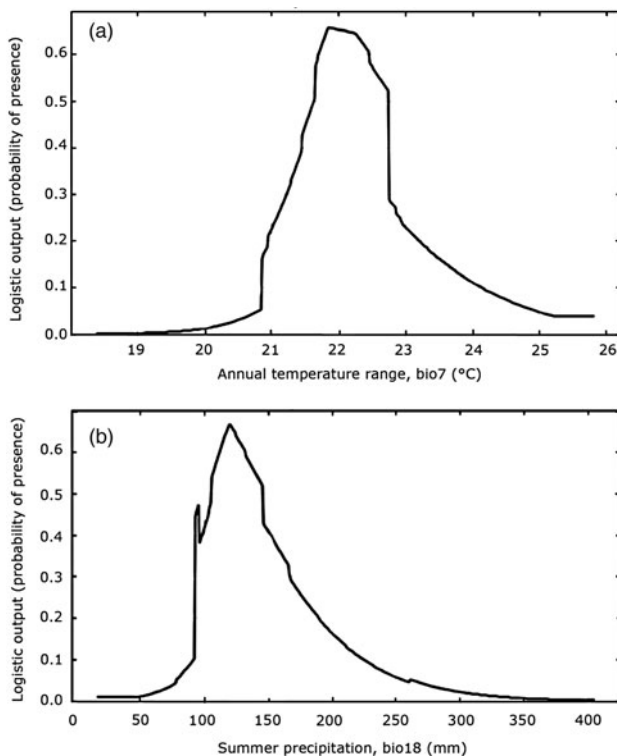 (a)
Logistic output (probability of presence)
0.6
0.5
0.4
0.3
0.2
0.1
0.0
19 20 21 22 23 24 25 26
Annual temperature range, bio7 (°C)
(b)
Logistic output (probability of presence)
0.6
0.5
0.4
0.3
0.2
0.1
0.0
0 50 100 150 200 250 300 350 400
Summer precipitation, bio18 (mm)